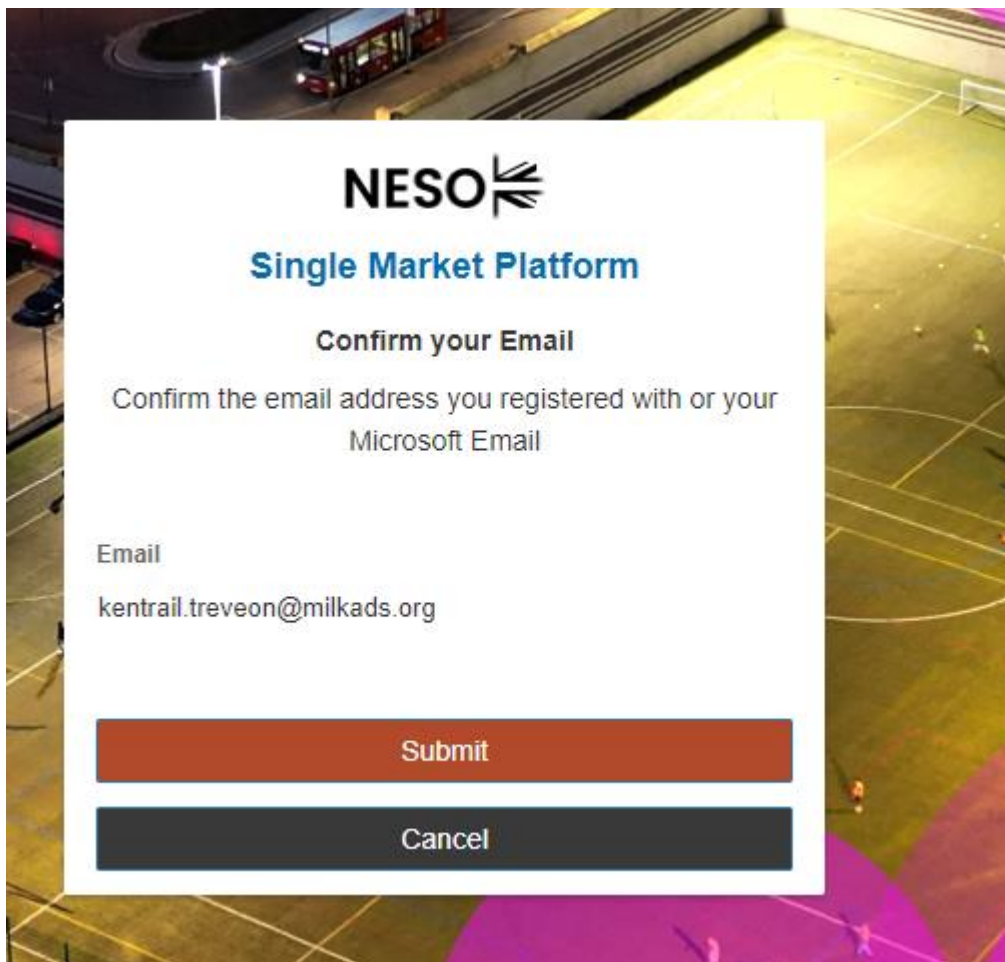 NESO
Single Market Platform
Confirm your Email
Confirm the email address you registered with or your
Microsoft Email
Email
kentrail.treveon@milkads.org
Submit
Cancel